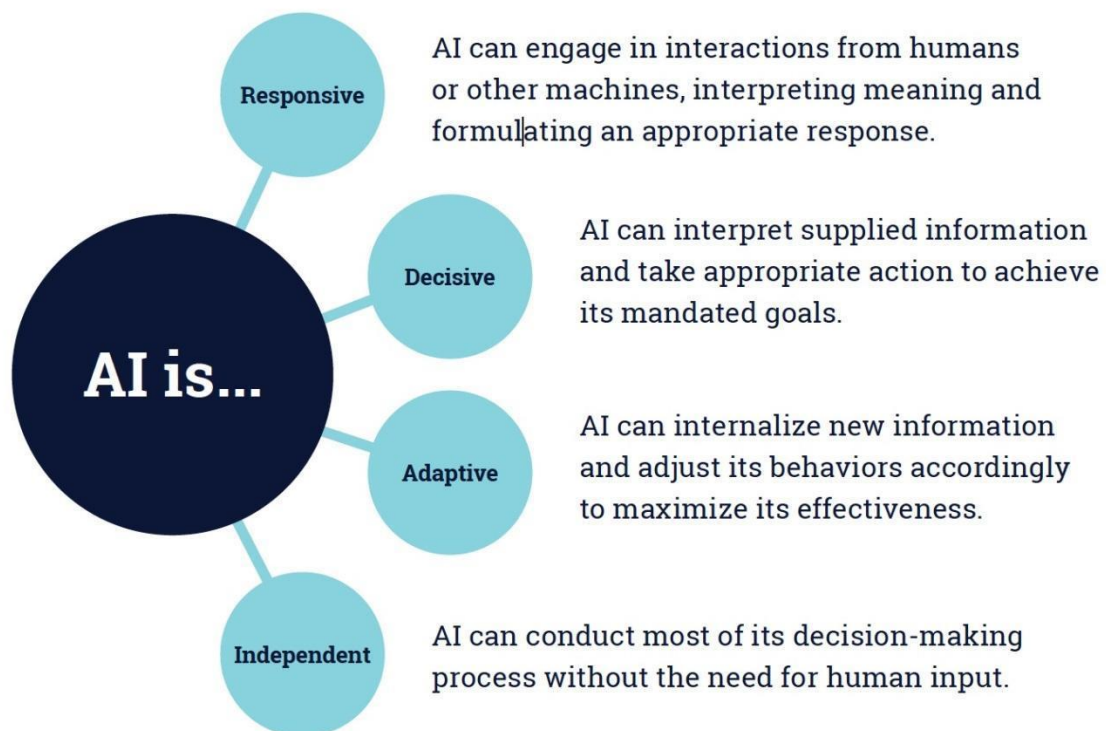 Responsive
AI can engage in interactions from humans
or other machines, interpreting meaning and
formulating an appropriate response.
Decisive
AI can interpret supplied information
and take appropriate action to achieve
its mandated goals.
AI is...
Adaptive
AI can internalize new information
and adjust its behaviors accordingly
to maximize its effectiveness.
Independent
AI can conduct most of its decision-making
process without the need for human input.